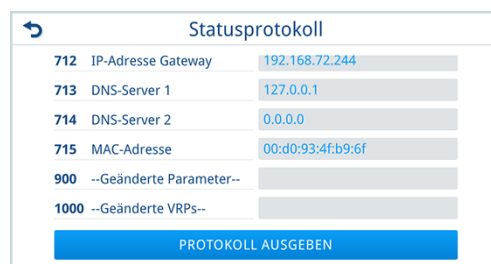 Statusprotokoll
712 IP-Adresse Gateway 192.168.72.244
713 DNS-Server 1 127.0.0.1
714 DNS-Server 2 0.0.0.0
715 MAC-Adresse 00:d0:93:4f:b9:6f
900 --Geänderte Parameter--
1000 --Geänderte VRPs--
PROTOKOLL AUSGEBEN